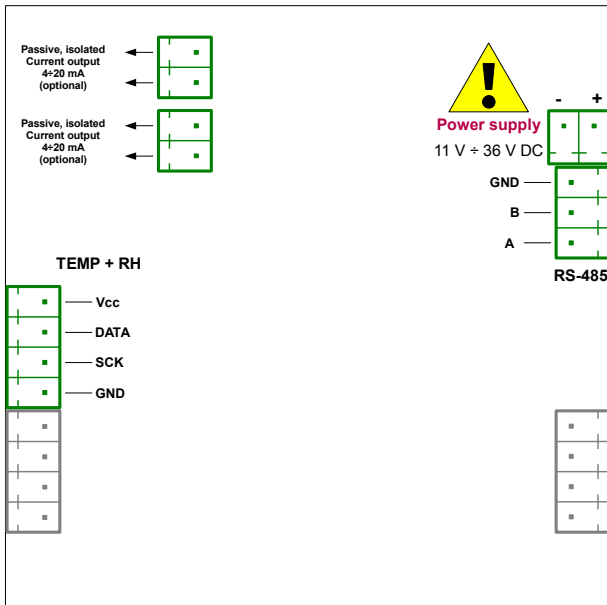 Passive, isolated
Current output
4÷20 mA
(optional)
Passive, isolated
Current output
4÷20 mA
(optional)
- +
Power supply
11 V ÷ 36 V DC
GND
B
A
RS-485
TEMP + RH
Vcc
DATA
SCK
GND